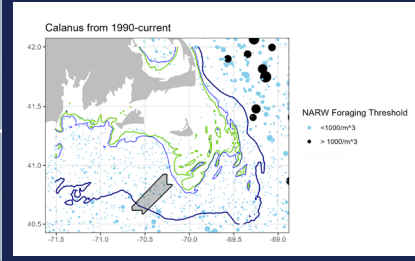 Calanus from 1990-current
42.0
41.5
41.0
40.5
-71.5 -71.0 -70.5 -70.0 -69.5 -69.0
NARW Foraging Threshold
<1000/m^3
> 1000/m^3